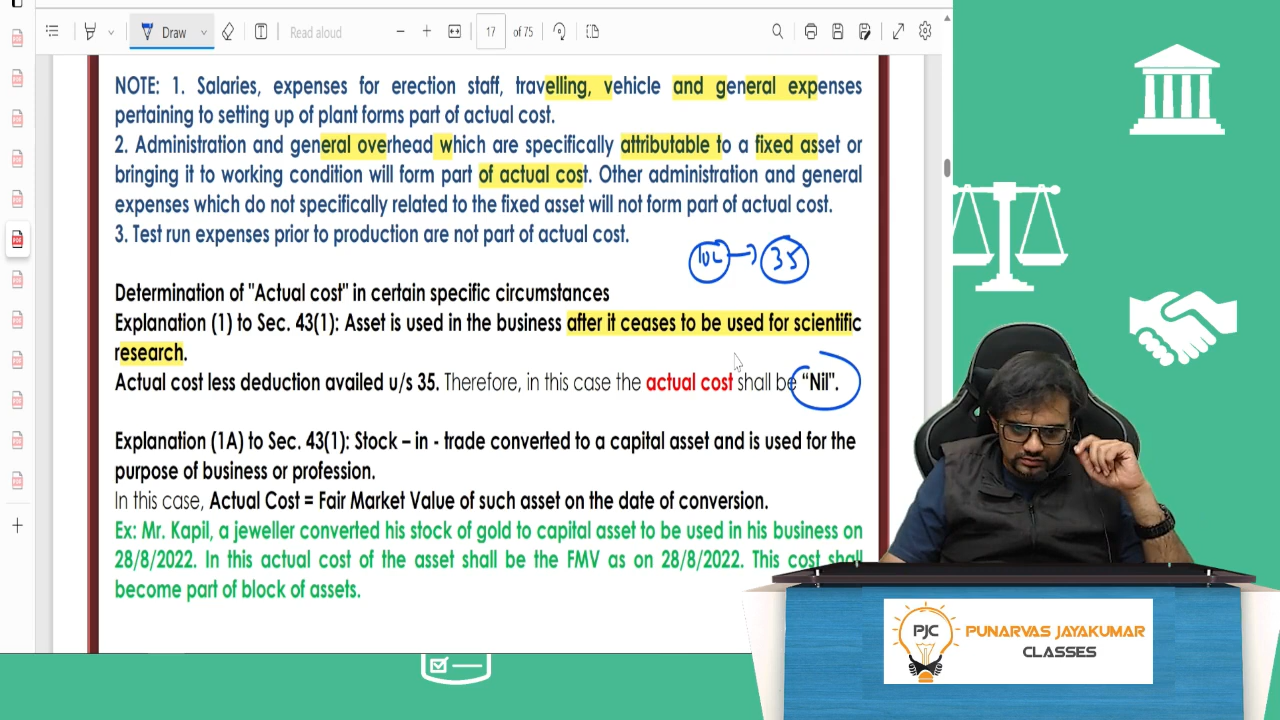 Draw
Read aloud
17 of 75
NOTE: 1. Salaries, expenses for erection staff, travelling, vehicle and general expenses
pertaining to setting up of plant forms part of actual cost.
2. Administration and general overhead which are specifically attributable to a fixed asset or
bringing it to working condition will form part of actual cost. Other administration and general
expenses which do not specifically related to the fixed asset will not form part of actual cost.
3. Test run expenses prior to production are not part of actual cost.
35
Determination of "Actual cost" in certain specific circumstances
Explanation (1) to Sec. 43(1): Asset is used in the business after it ceases to be used for scientific
research.
Actual cost less deduction availed u/s 35. Therefore, in this case the actual cost shall be “Nil”.
Explanation (1A) to Sec. 43(1): Stock – in - trade converted to a capital asset and is used for the
purpose of business or profession.
In this case, Actual Cost = Fair Market Value of such asset on the date of conversion.
Ex: Mr. Kapil, a jeweller converted his stock of gold to capital asset to be used in his business on
28/8/2022. In this actual cost of the asset shall be the FMV as on 28/8/2022. This cost shall
become part of block of assets.
PJC
PUNARVAS JAYAKUMAR
CLASSES